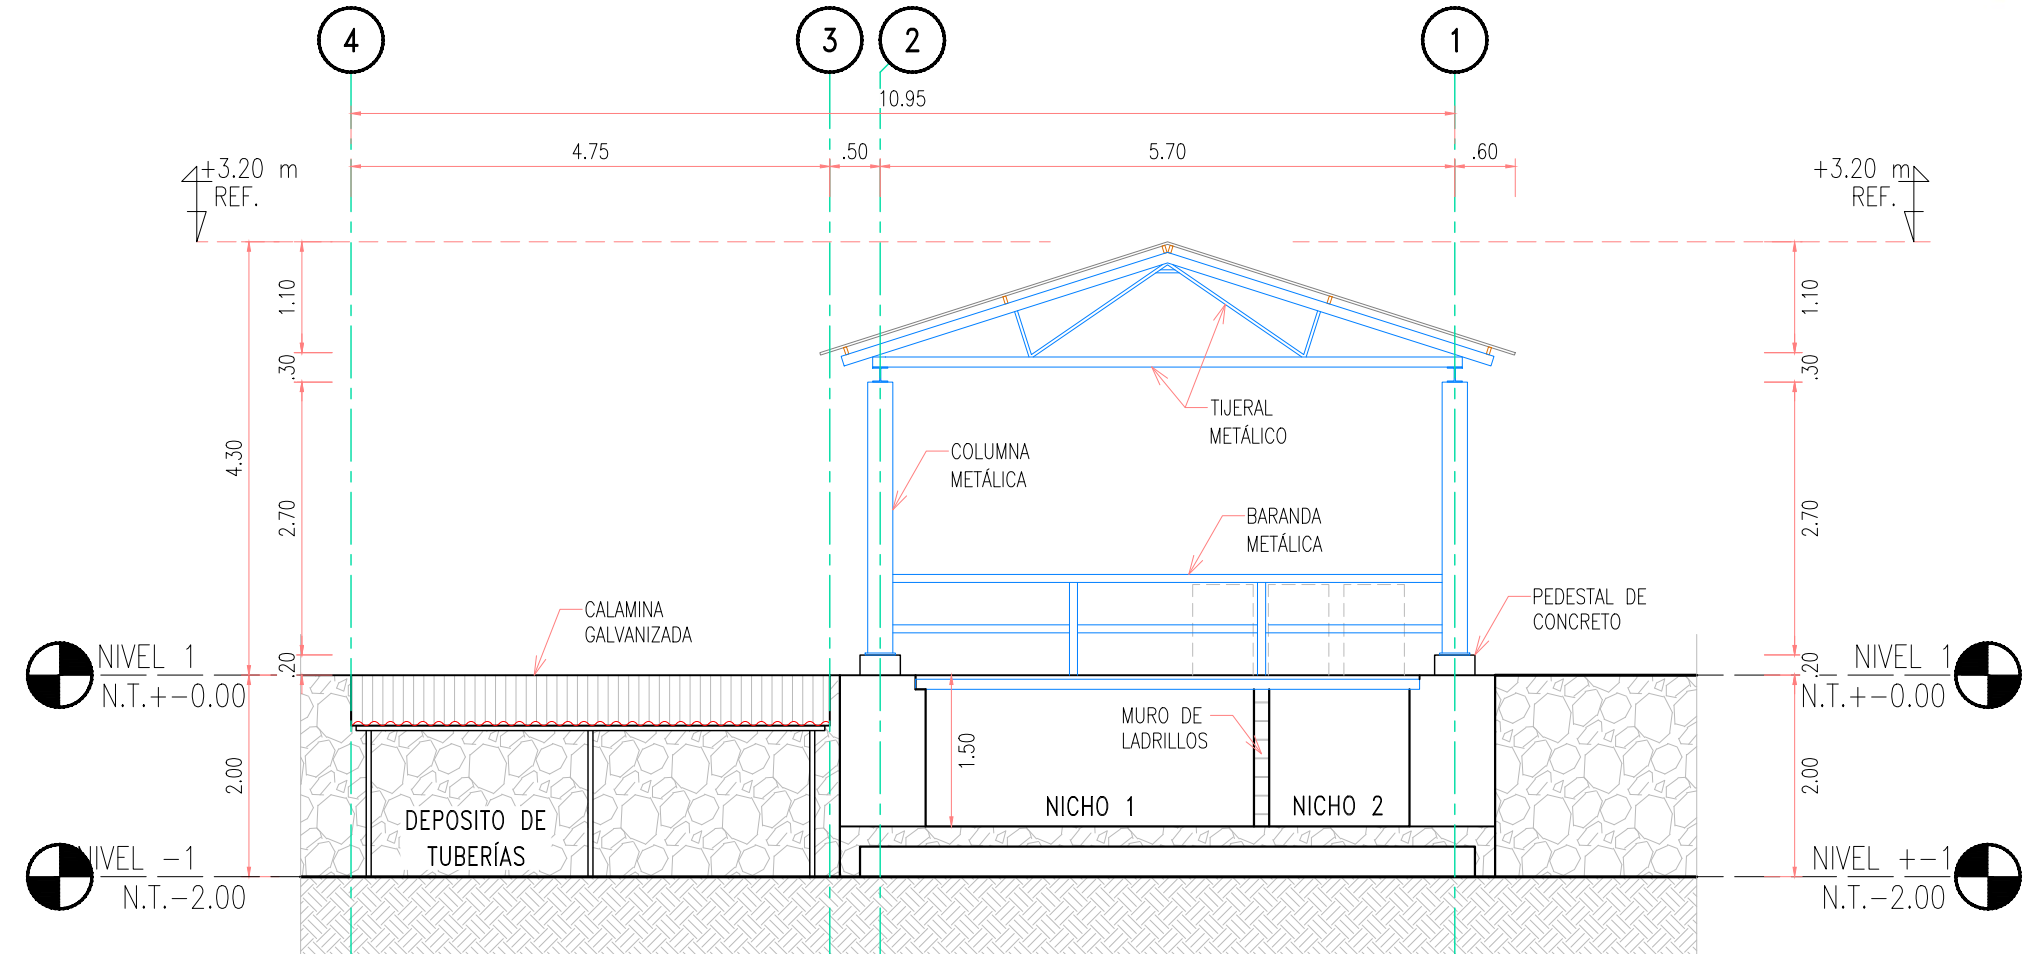 4
3
2
1
10.95
4.75
.50
5.70
.60
+3.20 m
REF.
+3.20 m
REF.
1.10
.30
4.30
2.70
.20
2.00
1.10
.30
2.70
.20
2.00
TIJERAL
METÁLICO
COLUMNA
METÁLICA
BARANDA
METÁLICA
CALAMINA
GALVANIZADA
PEDESTAL DE
CONCRETO
NIVEL 1
N.T.+-0.00
NIVEL 1
N.T.+-0.00
MURO DE
LADRILLOS
1.50
NICHO 1
NICHO 2
DEPOSITO DE
TUBERÍAS
NIVEL -1
N.T.-2.00
NIVEL +-1
N.T.-2.00